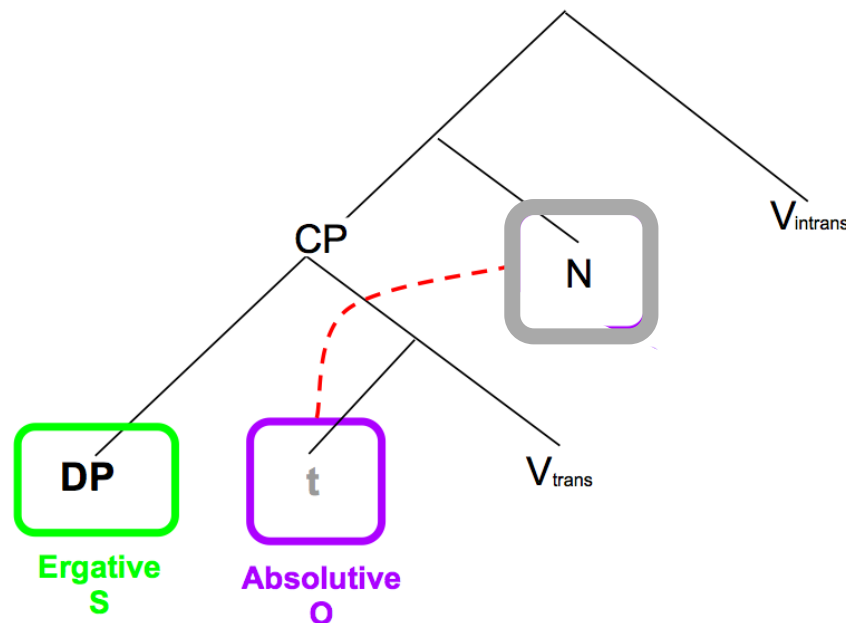 Vintrans
CP
N
DP
t
Vtrans
Ergative
S
Absolutive
O